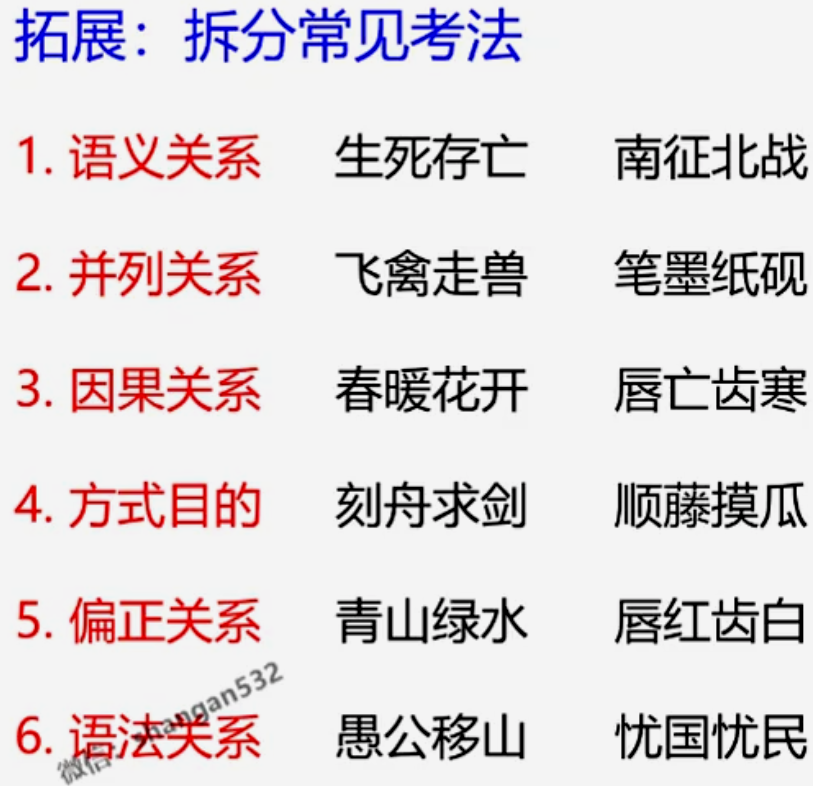 拓展：拆分常见考法
1. 语义关系 生死存亡 南征北战
2. 并列关系 飞禽走兽 笔墨纸砚
3. 因果关系 春暖花开 唇亡齿寒
4. 方式目的 刻舟求剑 顺藤摸瓜
5. 偏正关系 青山绿水 唇红齿白
6. 语法关系 愚公移山 忧国忧民
微信：shangan532